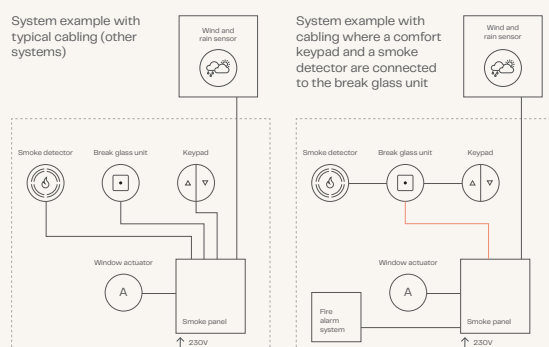 System example with
typical cabling (other
systems)
Wind and
rain sensor
Smoke detector
Break glass unit
Keypad
Window actuator
A
Smoke panel
230V
System example with
cabling where a comfort
keypad and a smoke
detector are connected
to the break glass unit
Wind and
rain sensor
Smoke detector
Break glass unit
Keypad
Window actuator
A
Fire
alarm
system
Smoke panel
230V